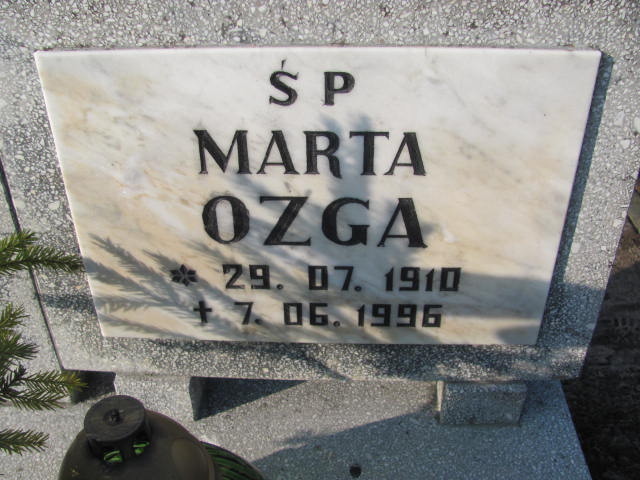 ŚP
MARTA
OZGA
* 29. 07. 1910
✝ 7. 06. 1996